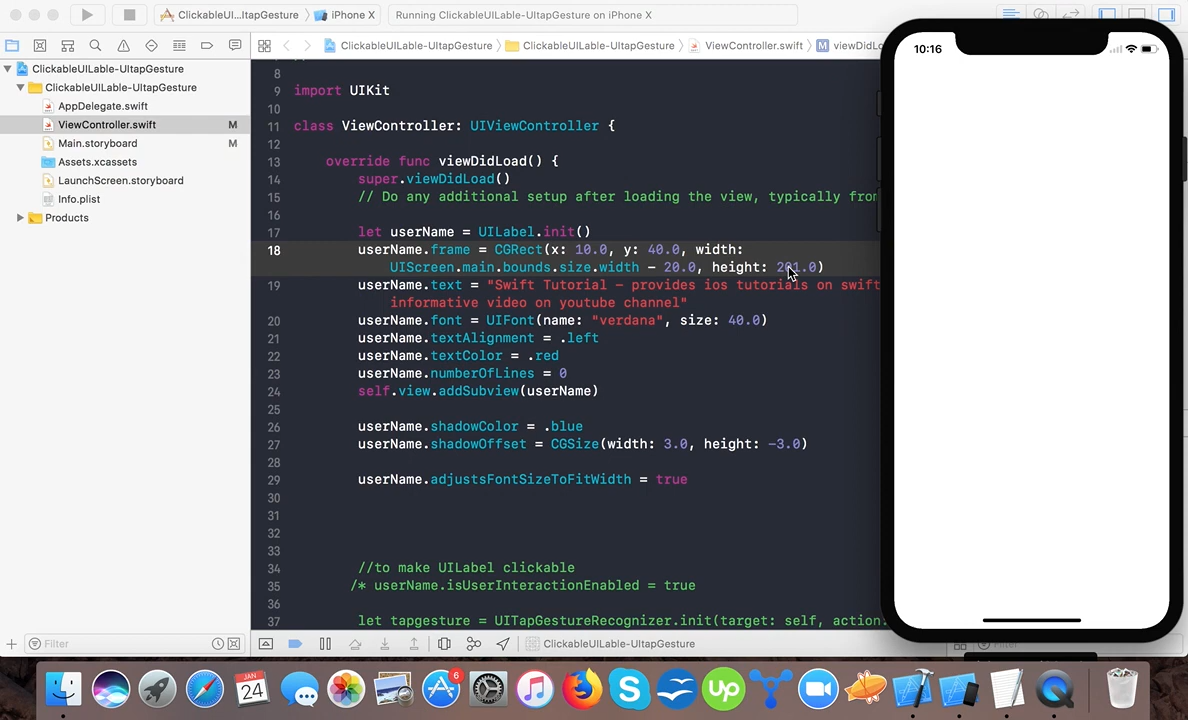 ClickableUI...ItapGesture
iPhone X
Running ClickableUILable-UItapGesture on iPhone X
ClickableUILable-UItapGesture
ClickableUILable-UItapGesture
ViewController.swift
viewDidLo
ClickableUILable-UItapGesture
ClickableUILable-UItapGesture
AppDelegate.swift
ViewController.swift M
Main.storyboard M
Assets.xcassets
LaunchScreen.storyboard
Info.plist
Products
8
9 import UIKit
10
11 class ViewController: UIViewController {
12
13 override func viewDidLoad() {
14 super.viewDidLoad()
15 // Do any additional setup after loading the view, typically from
16
17 let userName = UILabel.init()
18 userName.frame = CGRect(x: 10.0, y: 40.0, width:
UIScreen.main.bounds.size.width - 20.0, height: 201.0)
19 userName.text = "Swift Tutorial - provides ios tutorials on swift
informative video on youtube channel"
20 userName.font = UIFont(name: "verdana", size: 40.0)
21 userName.textAlignment = .left
22 userName.textColor = .red
23 userName.numberOfLines = 0
24 self.view.addSubview(userName)
25
26 userName.shadowColor = .blue
27 userName.shadowOffset = CGSize(width: 3.0, height: -3.0)
28
29 userName.adjustsFontSizeToFitWidth = true
30
31
32
33
34 //to make UILabel clickable
35 /* userName.isUserInteractionEnabled = true
36
37 let tapgesture = UITapGestureRecognizer.init(target: self, action:
10:16
Filter
ClickableUILable-UItapGesture
Filter
JAN
24
6
S
Up